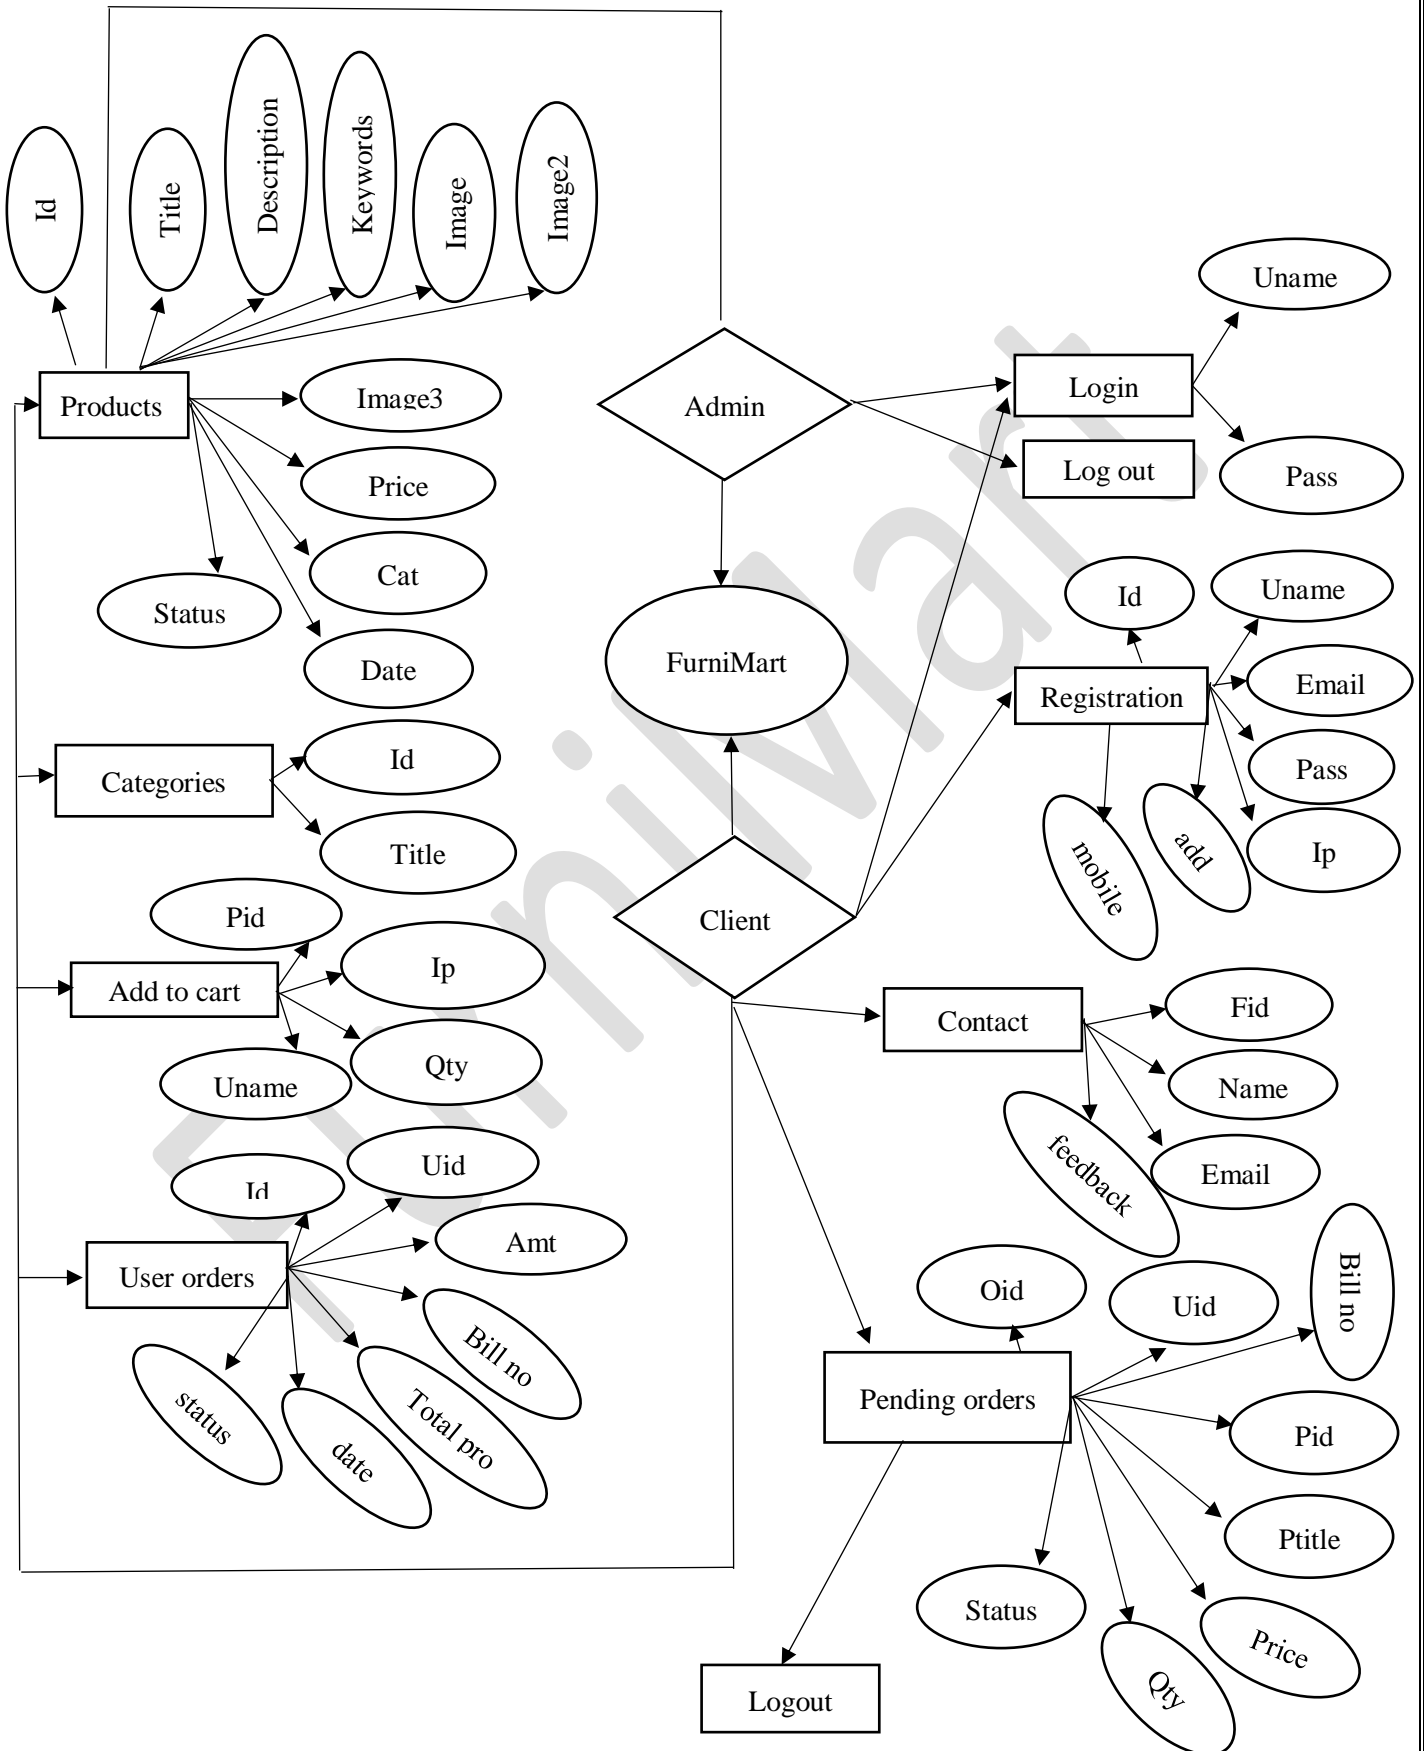 Id
Title
Description
Keywords
Image
Image2
Products
Image3
Price
Cat
Date
Status
Categories
Id
Title
Add to cart
Pid
Ip
Qty
Uname
User orders
Id
Uid
Amt
Bill no
Total pro
date
status
Admin
FurniMart
Client
Login
Uname
Pass
Log out
Registration
Id
Uname
Email
Pass
Ip
add
mobile
Contact
Fid
Name
Email
feedback
Pending orders
Oid
Uid
Bill no
Pid
Ptitle
Price
Qty
Status
Logout
FurniMart